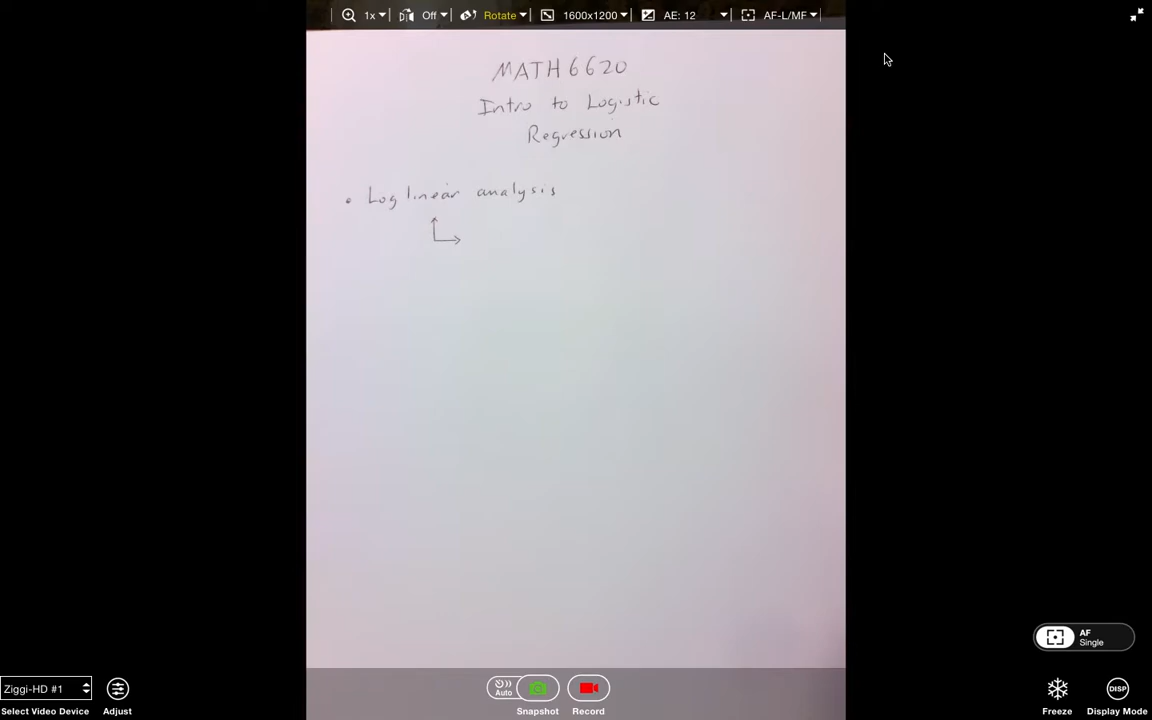 1x
Off
Rotate
1600x1200
AE: 12
AF-L/MF
MATH 6620
Intro to Logistic
Regression
• Log linear analysis
AF
Single
Ziggi-HD #1
Select Video Device
Adjust
Auto
Snapshot
Record
Freeze
DISP
Display Mode